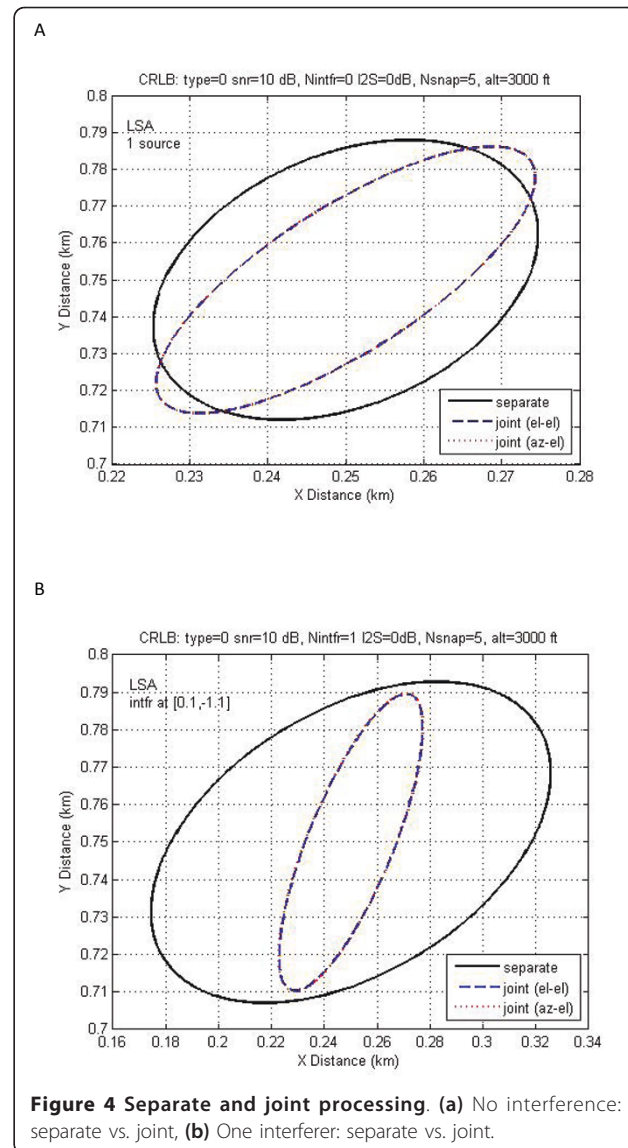 A
CRLB: type=0 snr=10 dB, Nintfr=0 I2S=0dB, Nsnap=5, alt=3000 ft
0.8
0.79
0.78
0.77
0.76
0.75
0.74
0.73
0.72
0.71
0.7
Y Distance (km)
LSA
1 source
separate
joint (el-el)
joint (az-el)
0.22 0.23 0.24 0.25 0.26 0.27 0.28
X Distance (km)
B
CRLB: type=0 snr=10 dB, Nintfr=1 I2S=0dB, Nsnap=5, alt=3000 ft
0.8
0.79
0.78
0.77
0.76
0.75
0.74
0.73
0.72
0.71
0.7
Y Distance (km)
LSA
intfr at [0.1,-1.1]
separate
joint (el-el)
joint (az-el)
0.16 0.18 0.2 0.22 0.24 0.26 0.28 0.3 0.32 0.34
X Distance (km)
Figure 4 Separate and joint processing. (a) No interference:
separate vs. joint, (b) One interferer: separate vs. joint.